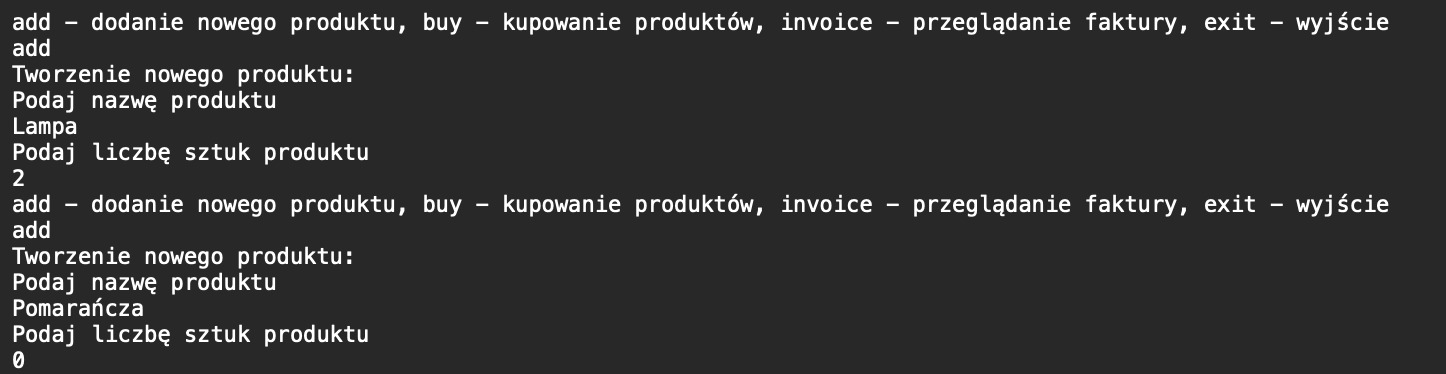 add – dodanie nowego produktu, buy – kupowanie produktów, invoice – przeglądanie faktury, exit – wyjście
add
Tworzenie nowego produktu:
Podaj nazwę produktu
Lampa
Podaj liczbę sztuk produktu
2
add – dodanie nowego produktu, buy – kupowanie produktów, invoice – przeglądanie faktury, exit – wyjście
add
Tworzenie nowego produktu:
Podaj nazwę produktu
Pomarańcza
Podaj liczbę sztuk produktu
0